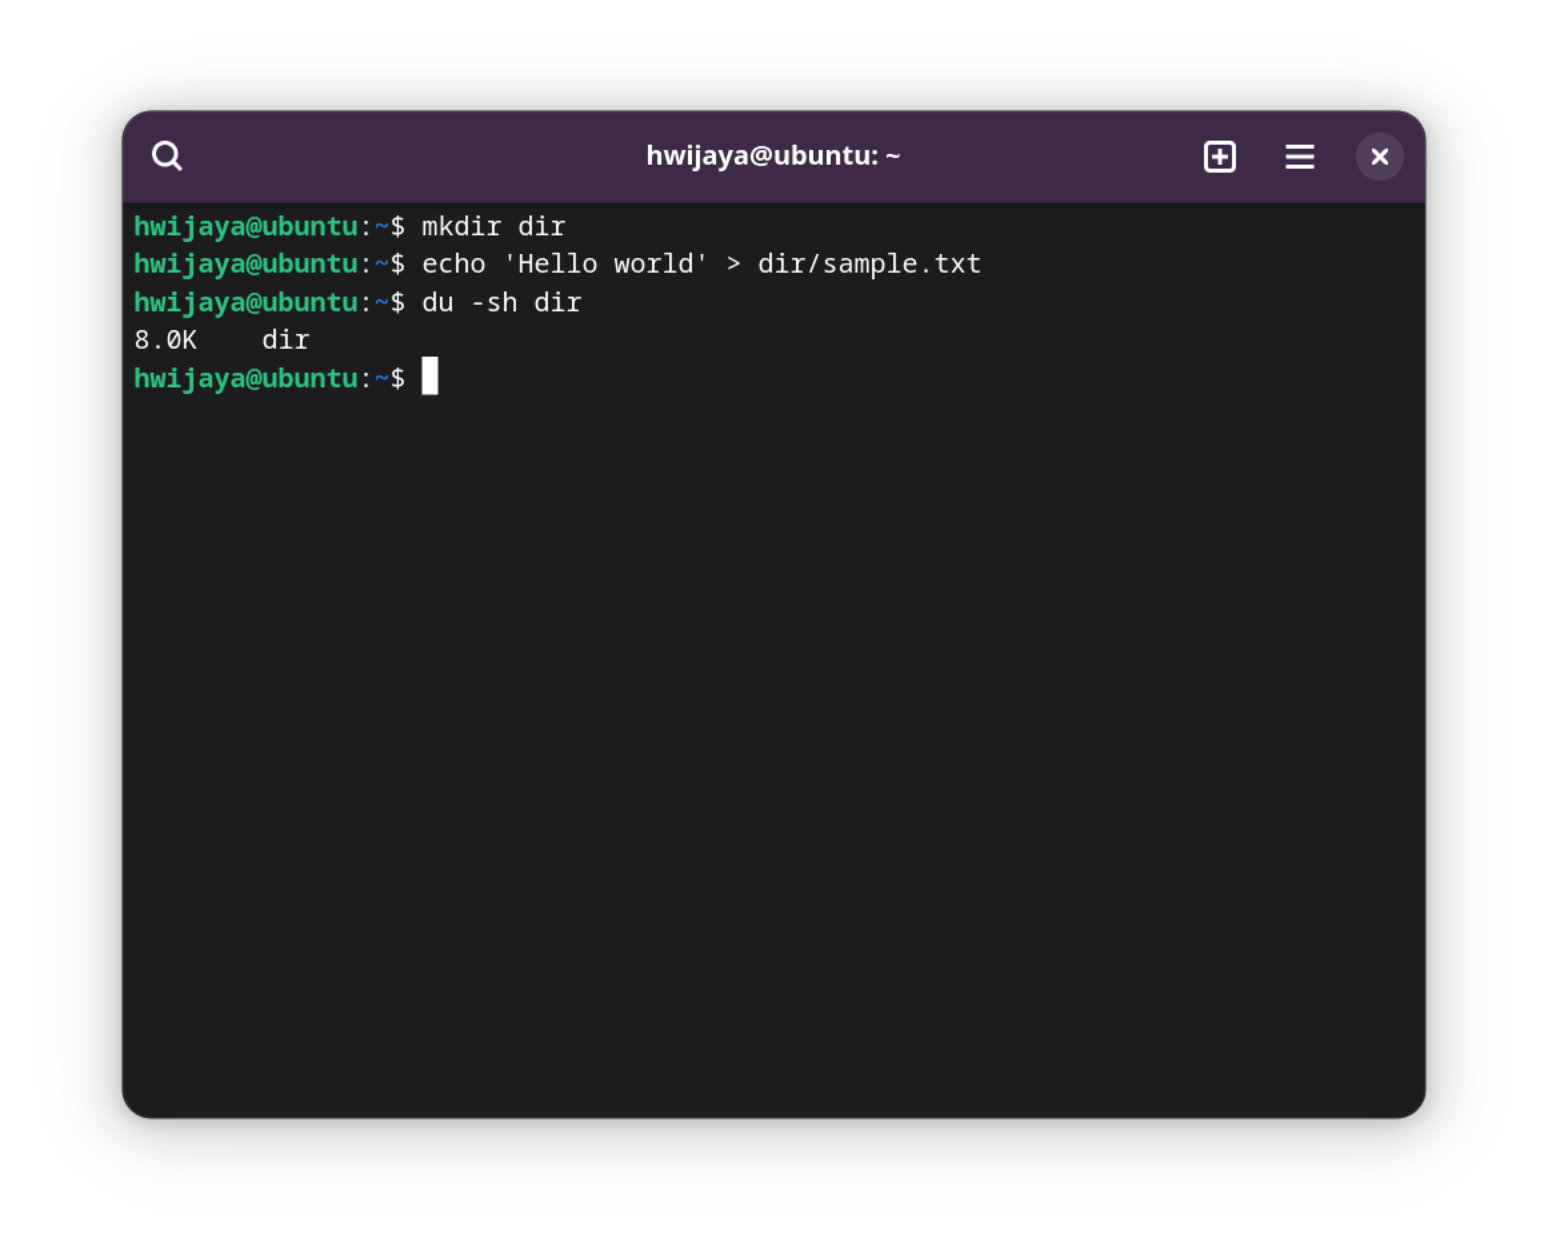 hwijaya@ubuntu: ~
hwijaya@ubuntu:~$ mkdir dir
hwijaya@ubuntu:~$ echo 'Hello world' > dir/sample.txt
hwijaya@ubuntu:~$ du -sh dir
8.0K    dir
hwijaya@ubuntu:~$